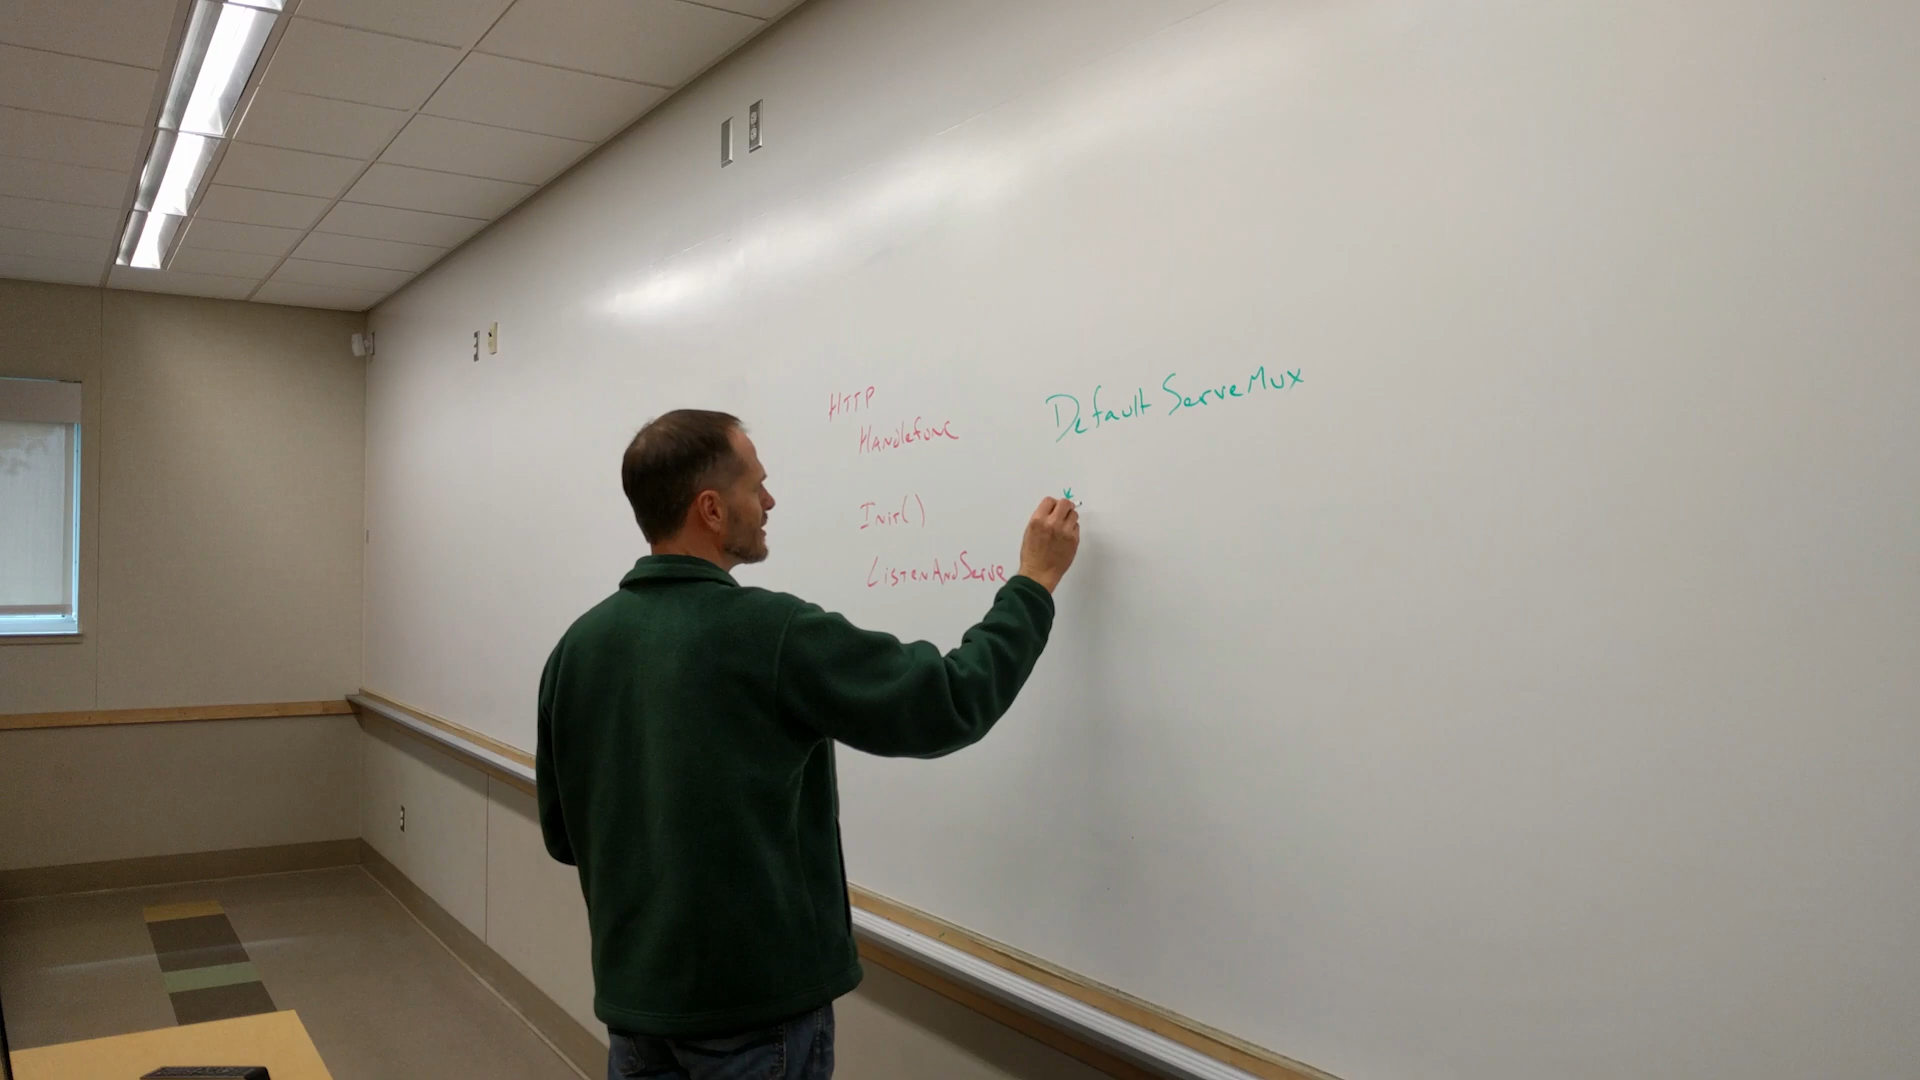 HTTP
Handlefunc
Init()
ListenAndServe
Default ServeMux
*